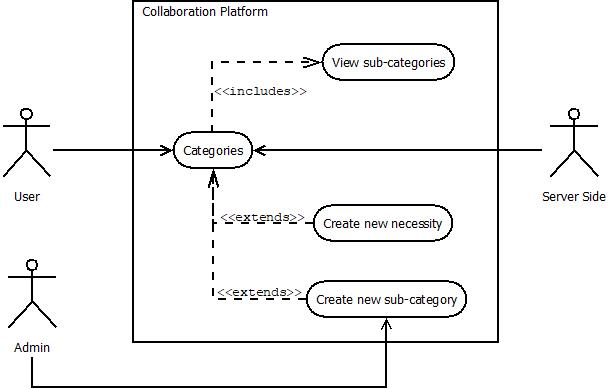 Collaboration Platform
View sub-categories
<<includes>>
Categories
User
Server Side
<<extends>>
Create new necessity
<<extends>>
Create new sub-category
Admin